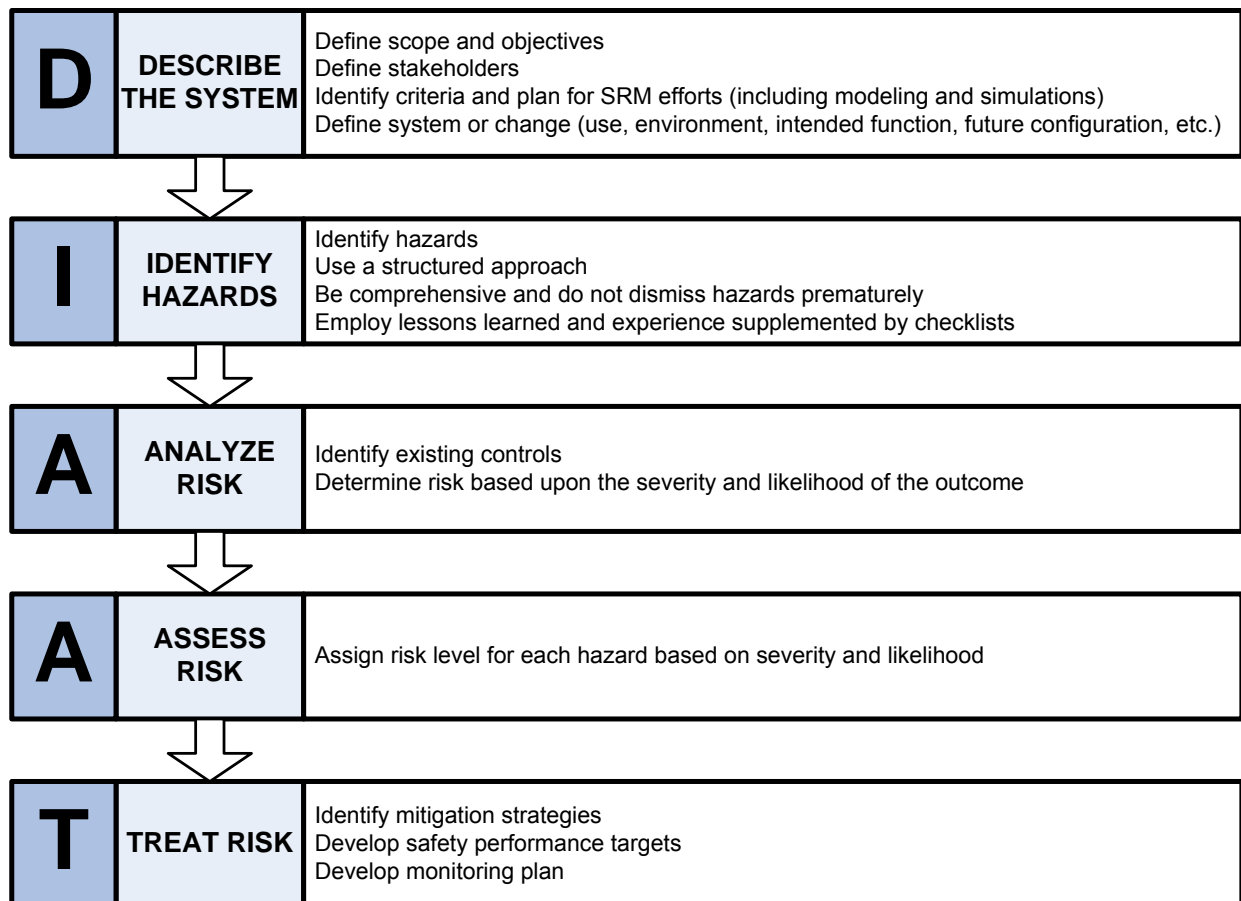 D
DESCRIBE
THE SYSTEM
Define scope and objectives
Define stakeholders
Identify criteria and plan for SRM efforts (including modeling and simulations)
Define system or change (use, environment, intended function, future configuration, etc.)
I
IDENTIFY
HAZARDS
Identify hazards
Use a structured approach
Be comprehensive and do not dismiss hazards prematurely
Employ lessons learned and experience supplemented by checklists
A
ANALYZE
RISK
Identify existing controls
Determine risk based upon the severity and likelihood of the outcome
A
ASSESS
RISK
Assign risk level for each hazard based on severity and likelihood
T
TREAT RISK
Identify mitigation strategies
Develop safety performance targets
Develop monitoring plan